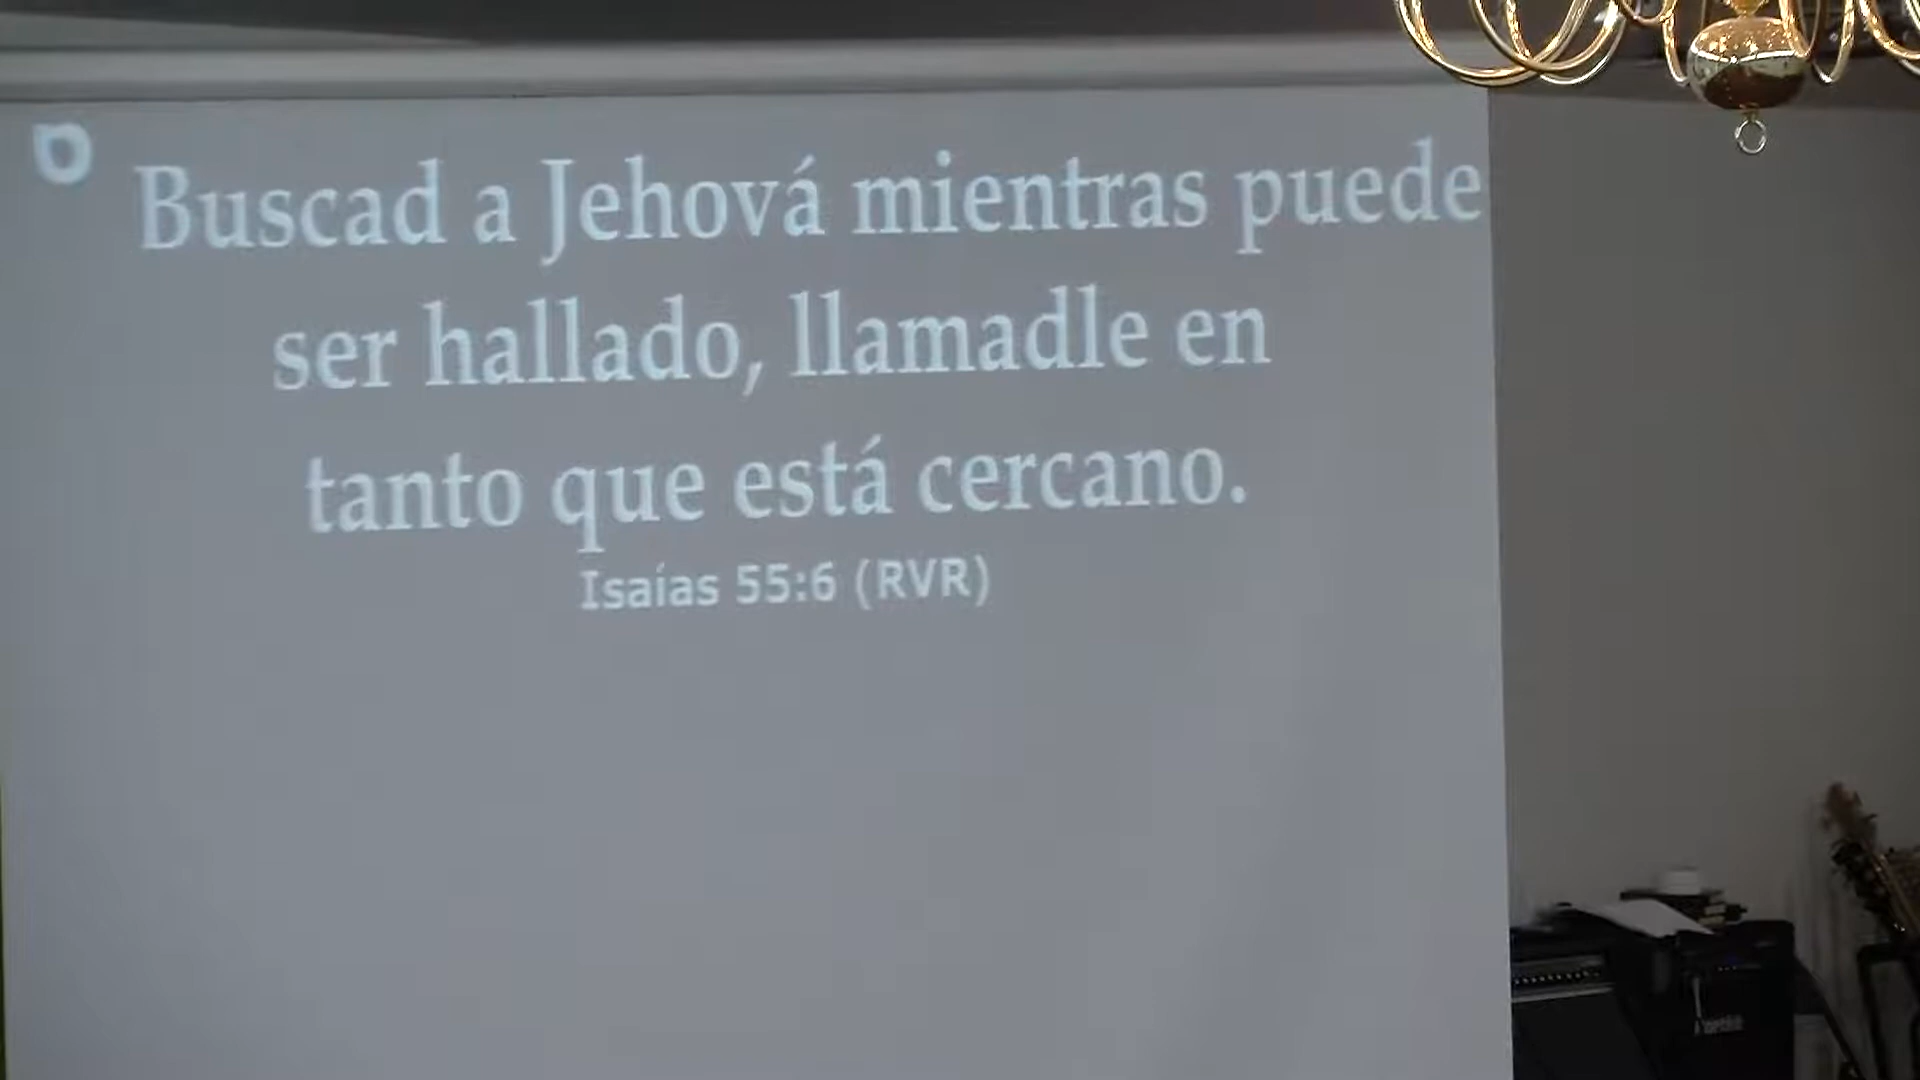 Buscad a Jehová mientras puede
ser hallado, llamadle en
tanto que está cercano.
Isaías 55:6 (RVR)